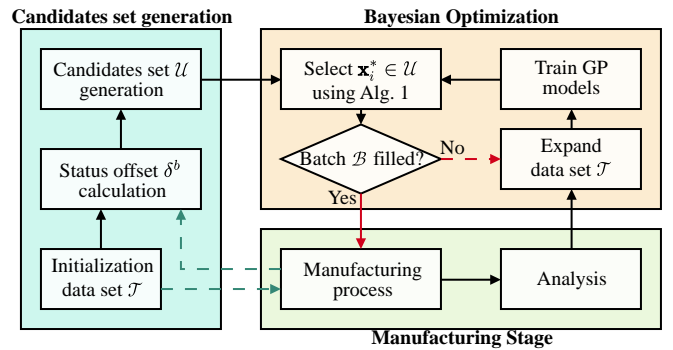 Candidates set generation
Candidates set 𝒰
generation
Status offset δᵇ
calculation
Initialization
data set 𝒯
Bayesian Optimization
Select 𝐱ᵢ* ∈ 𝒰
using Alg. 1
Train GP
models
Batch ℬ filled?
No
Expand
data set 𝒯
Yes
Manufacturing
process
Analysis
Manufacturing Stage